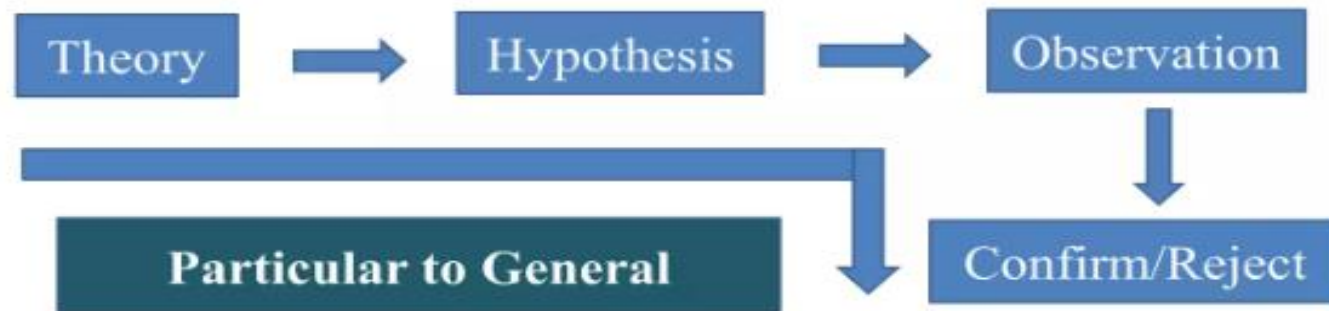 Theory
Hypothesis
Observation
Particular to General
Confirm/Reject